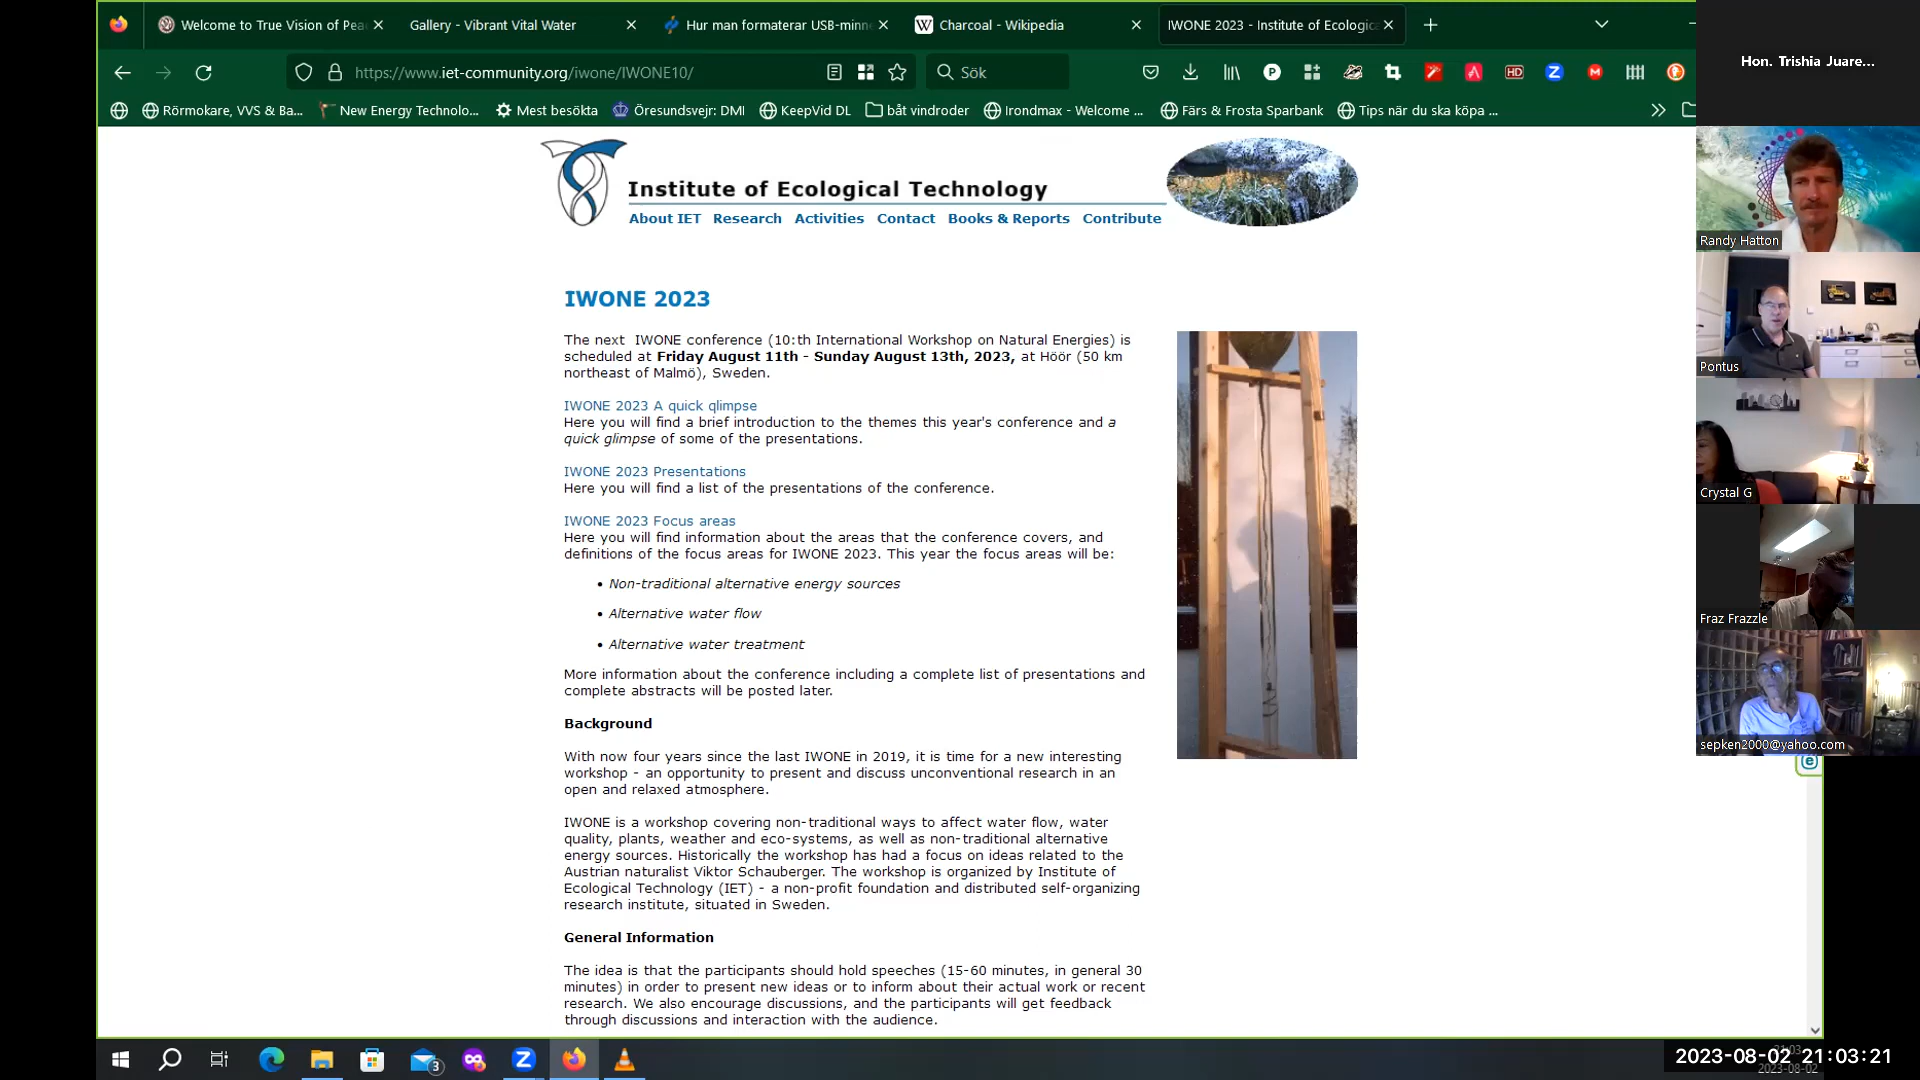 Welcome to True Vision of Pea
Gallery - Vibrant Vital Water
Hur man formaterar USB-minn
Charcoal - Wikipedia
IWONE 2023 - Institute of Ecologic
https://www.iet-community.org/iwone/IWONE10/
Sök
Rörmokare, VVS & Ba...
New Energy Technolo...
Mest besökta
Öresundsvejr: DMI
KeepVid DL
båt vindroder
Irondmax - Welcome ...
Färs & Frosta Sparbank
Tips när du ska köpa ...
Institute of Ecological Technology
About IET Research Activities Contact Books & Reports Contribute
IWONE 2023
The next IWONE conference (10:th International Workshop on Natural Energies) is
scheduled at Friday August 11th - Sunday August 13th, 2023, at Höör (50 km
northeast of Malmö), Sweden.
IWONE 2023 A quick qlimpse
Here you will find a brief introduction to the themes this year's conference and a
quick glimpse of some of the presentations.
IWONE 2023 Presentations
Here you will find a list of the presentations of the conference.
IWONE 2023 Focus areas
Here you will find information about the areas that the conference covers, and
definitions of the focus areas for IWONE 2023. This year the focus areas will be:
• Non-traditional alternative energy sources
• Alternative water flow
• Alternative water treatment
More information about the conference including a complete list of presentations and
complete abstracts will be posted later.
Background
With now four years since the last IWONE in 2019, it is time for a new interesting
workshop - an opportunity to present and discuss unconventional research in an
open and relaxed atmosphere.
IWONE is a workshop covering non-traditional ways to affect water flow, water
quality, plants, weather and eco-systems, as well as non-traditional alternative
energy sources. Historically the workshop has had a focus on ideas related to the
Austrian naturalist Viktor Schauberger. The workshop is organized by Institute of
Ecological Technology (IET) - a non-profit foundation and distributed self-organizing
research institute, situated in Sweden.
General Information
The idea is that the participants should hold speeches (15-60 minutes, in general 30
minutes) in order to present new ideas or to inform about their actual work or recent
research. We also encourage discussions, and the participants will get feedback
through discussions and interaction with the audience.
Hon. Trishia Juare...
Randy Hatton
Pontus
Crystal G
Fraz Frazzle
sepken2000@yahoo.com
3
2023-08-02 21:03:21
2023-08-02